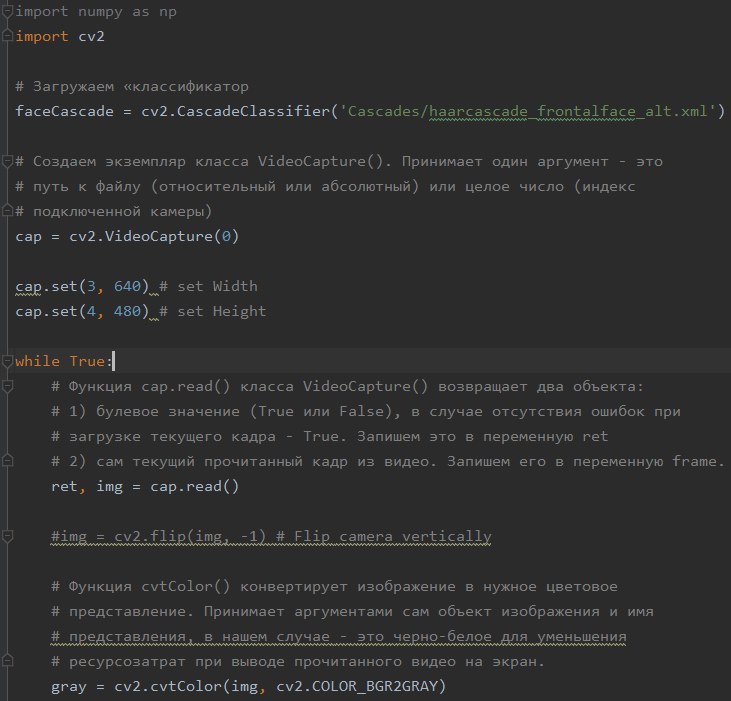 import numpy as np
import cv2
# Загружаем «классификатор
faceCascade = cv2.CascadeClassifier('Cascades/haarcascade_frontalface_alt.xml')
# Создаем экземпляр класса VideoCapture(). Принимает один аргумент - это
# путь к файлу (относительный или абсолютный) или целое число (индекс
# подключенной камеры)
cap = cv2.VideoCapture(0)
cap.set(3, 640) # set Width
cap.set(4, 480) # set Height
while True:
    # Функция cap.read() класса VideoCapture() возвращает два объекта:
    # 1) булевое значение (True или False), в случае отсутствия ошибок при
    # загрузке текущего кадра - True. Запишем это в переменную ret
    # 2) сам текущий прочитанный кадр из видео. Запишем его в переменную frame.
    ret, img = cap.read()
    #img = cv2.flip(img, -1) # Flip camera vertically
    # Функция cvtColor() конвертирует изображение в нужное цветовое
    # представление. Принимает аргументами сам объект изображения и имя
    # представления, в нашем случае - это черно-белое для уменьшения
    # ресурсозатрат при выводе прочитанного видео на экран.
    gray = cv2.cvtColor(img, cv2.COLOR_BGR2GRAY)